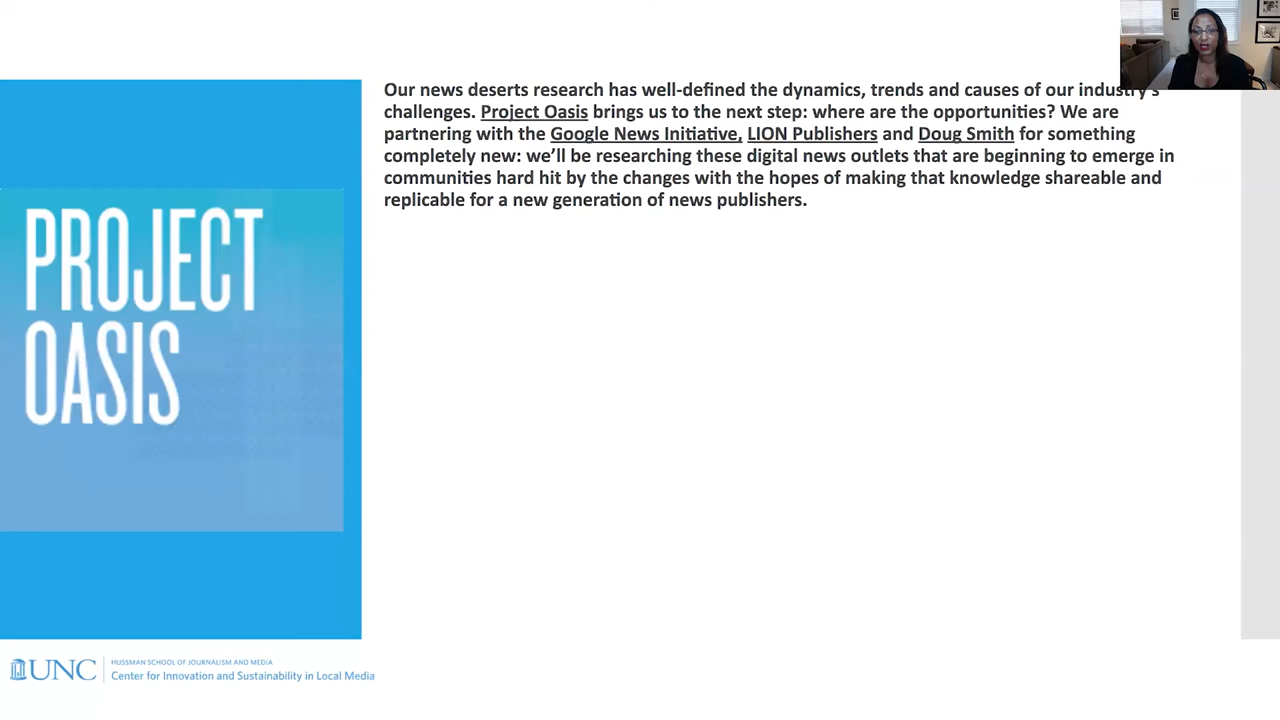 Our news deserts research has well-defined the dynamics, trends and causes of our industry's
challenges. Project Oasis brings us to the next step: where are the opportunities? We are
partnering with the Google News Initiative, LION Publishers and Doug Smith for something
completely new: we'll be researching these digital news outlets that are beginning to emerge in
communities hard hit by the changes with the hopes of making that knowledge shareable and
replicable for a new generation of news publishers.
PROJECT
OASIS
UNC
HUSSMAN SCHOOL OF JOURNALISM AND MEDIA
Center for Innovation and Sustainability in Local Media